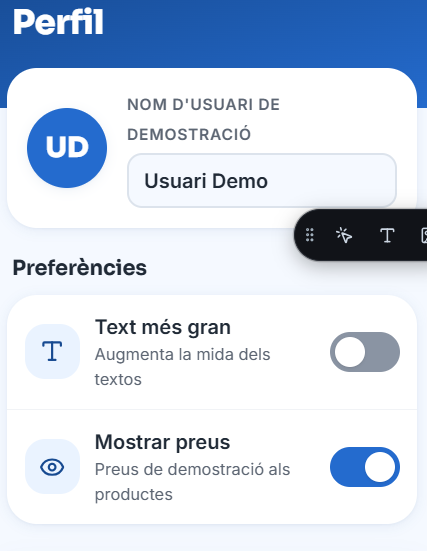 Perfil
NOM D'USUARI DE
DEMOSTRACIÓ
UD
Usuari Demo
Preferències
Text més gran
Augmenta la mida dels
textos
Mostrar preus
Preus de demostració als
productes